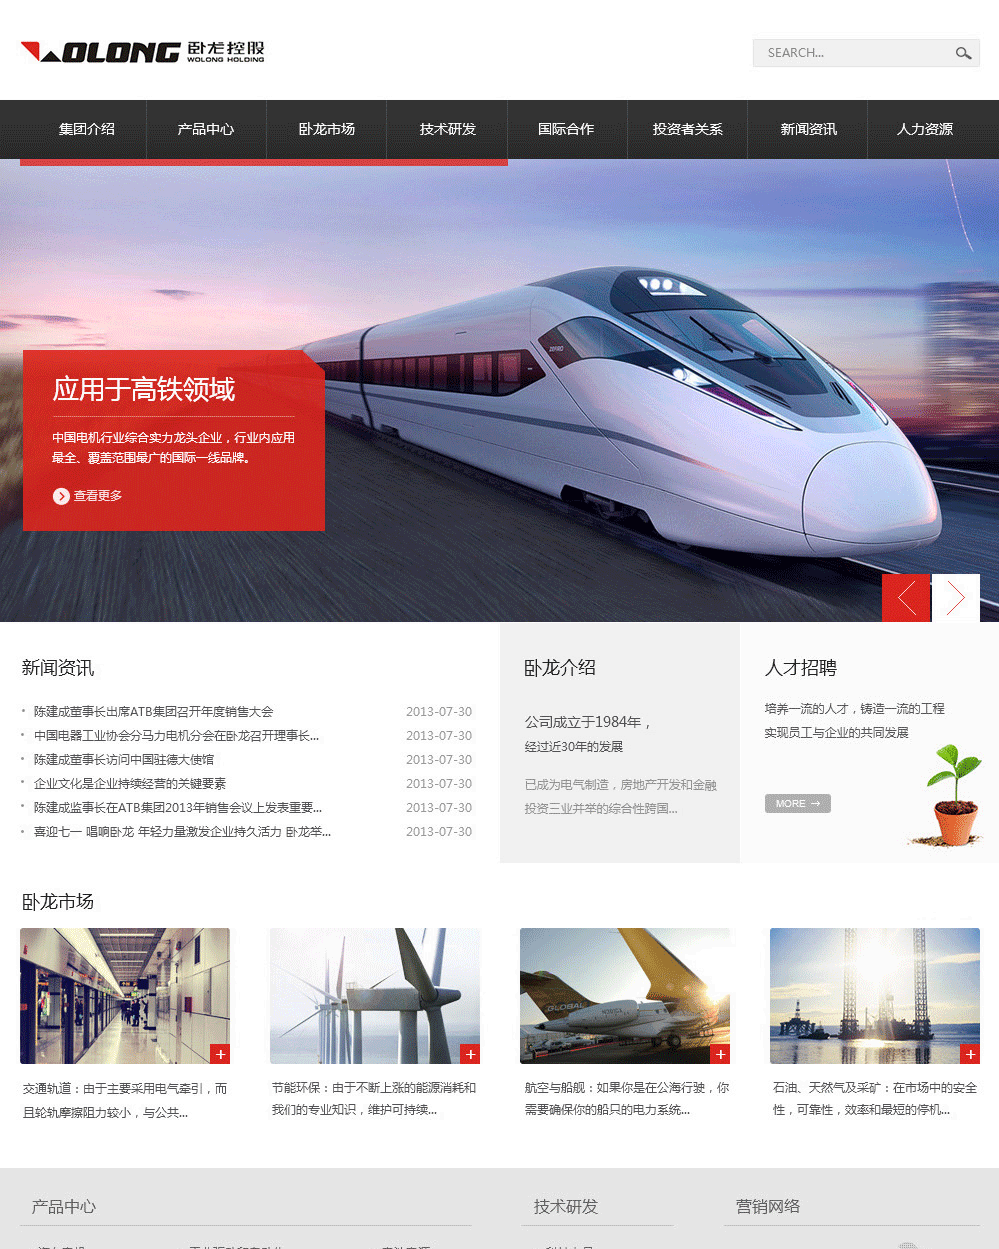 WOLONG 卧龙控股
WOLONG HOLDING
SEARCH...
集团介绍 产品中心 卧龙市场 技术研发 国际合作 投资者关系 新闻资讯 人力资源
应用于高铁领域
中国电机行业综合实力龙头企业，行业内应用
最全、覆盖范围最广的国际一线品牌。
查看更多
新闻资讯
陈建成董事长出席ATB集团召开年度销售大会 2013-07-30
中国电器工业协会分马力电机分会在卧龙召开理事长... 2013-07-30
陈建成董事长访问中国驻德大使馆 2013-07-30
企业文化是企业持续经营的关键要素 2013-07-30
陈建成监事长在ATB集团2013年销售会议上发表重要... 2013-07-30
喜迎七一 唱响卧龙 年轻力量激发企业持久活力 卧龙举... 2013-07-30
卧龙介绍
公司成立于1984年，
经过近30年的发展
已成为电气制造，房地产开发和金融
投资三业并举的综合性跨国...
人才招聘
培养一流的人才，铸造一流的工程
实现员工与企业的共同发展
MORE →
卧龙市场
GLOBAL
交通轨道：由于主要采用电气牵引，而
且轮轨摩擦阻力较小，与公共...
节能环保：由于不断上涨的能源消耗和
我们的专业知识，维护可持续...
航空与船舰：如果你是在公海行驶，你
需要确保你的船只的电力系统...
石油、天然气及采矿：在市场中的安全
性，可靠性，效率和最短的停机...
产品中心
技术研发
营销网络